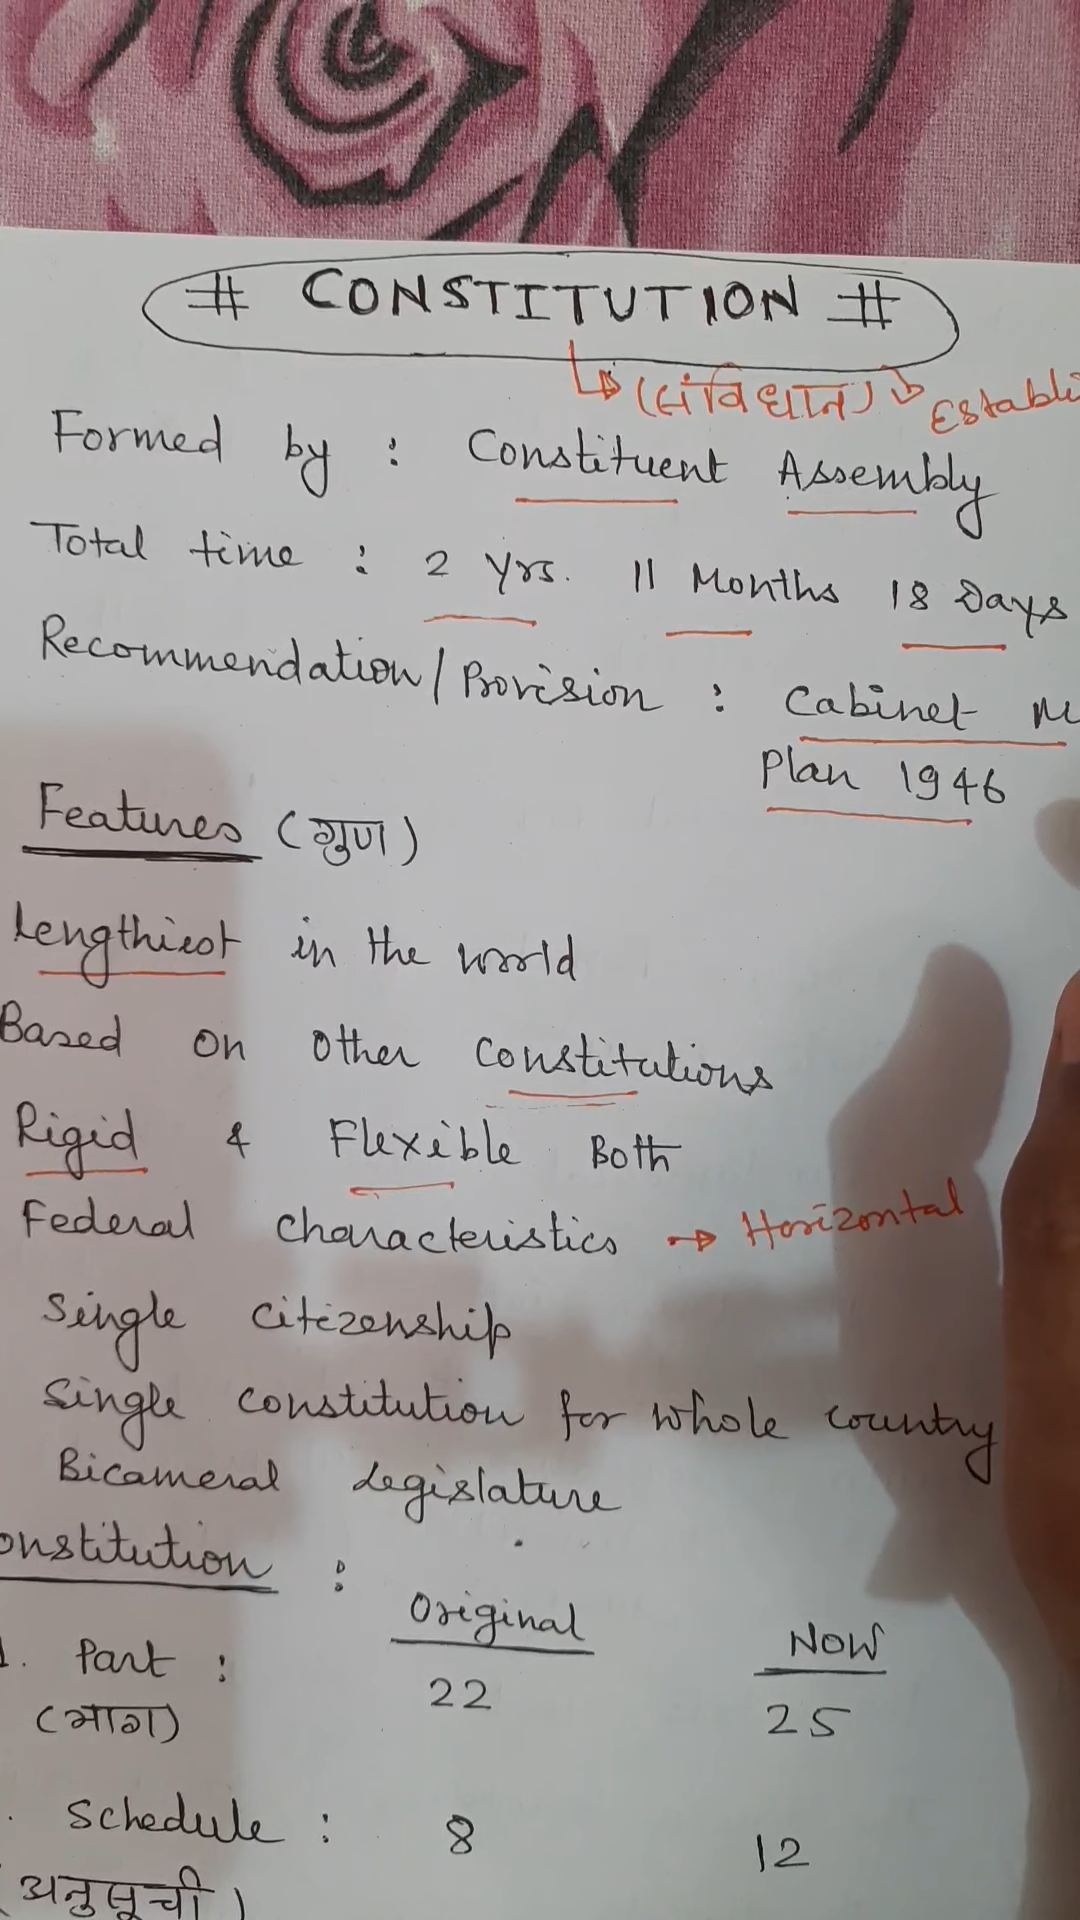 # CONSTITUTION #
(संविधान)
Formed by : Constituent Assembly
Total time : 2 yrs. 11 Months 18 Days
Recommendation/Provision : Cabinet
Plan 1946
Features (गुण)
Lengthiest in the world
Based on other constitutions
Rigid & Flexible Both
Federal characteristics → Horizontal
Single citizenship
Single constitution for whole country
Bicameral Legislature
onstitution :
Original NOW
1. Part : 22 25
(भाग)
. Schedule : 8 12
(अनुसूची)